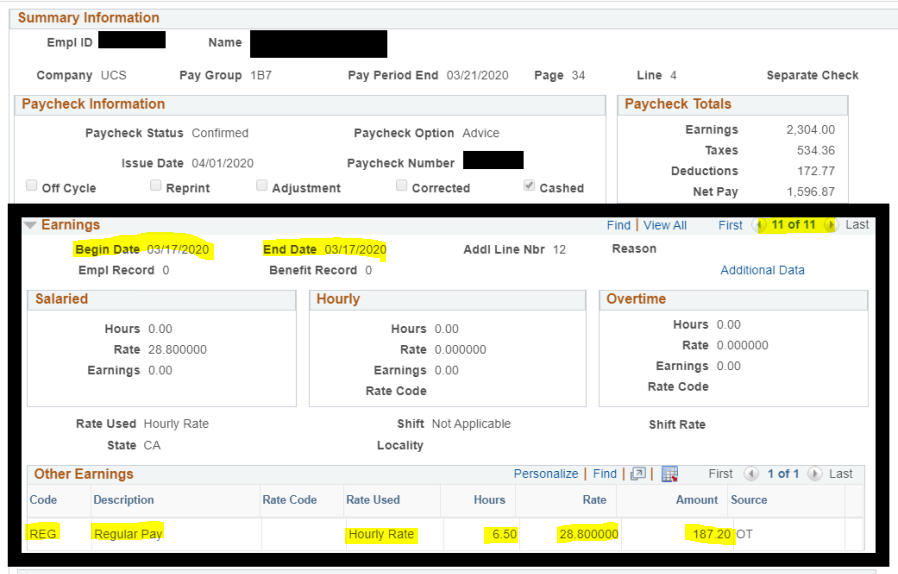 Summary Information
Empl ID Name
Company UCS Pay Group 1B7 Pay Period End 03/21/2020 Page 34 Line 4 Separate Check
Paycheck Information Paycheck Totals
Paycheck Status Confirmed Paycheck Option Advice Earnings 2,304.00
Taxes 534.36
Issue Date 04/01/2020 Paycheck Number Deductions 172.77
Off Cycle Reprint Adjustment Corrected Cashed Net Pay 1,596.87
Earnings Find | View All First 11 of 11 Last
Begin Date 03/17/2020 End Date 03/17/2020 Addl Line Nbr 12 Reason
Empl Record 0 Benefit Record 0 Additional Data
Salaried Hourly Overtime
Hours 0.00 Hours 0.00 Hours 0.00
Rate 28.800000 Rate 0.000000 Rate 0.000000
Earnings 0.00 Earnings 0.00 Earnings 0.00
Rate Code Rate Code
Rate Used Hourly Rate Shift Not Applicable Shift Rate
State CA Locality
Other Earnings Personalize | Find | | First 1 of 1 Last
Code Description Rate Code Rate Used Hours Rate Amount Source
REG Regular Pay Hourly Rate 6.50 28.800000 187.20 OT